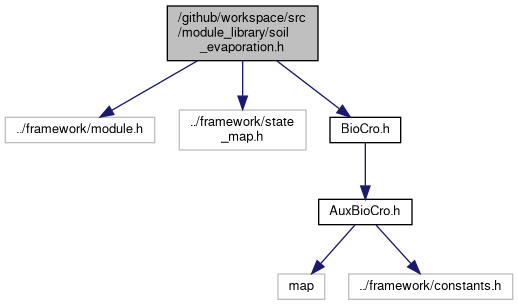 /github/workspace/src
/module_library/soil
_evaporation.h
../framework/module.h
../framework/state
_map.h
BioCro.h
AuxBioCro.h
map
../framework/constants.h